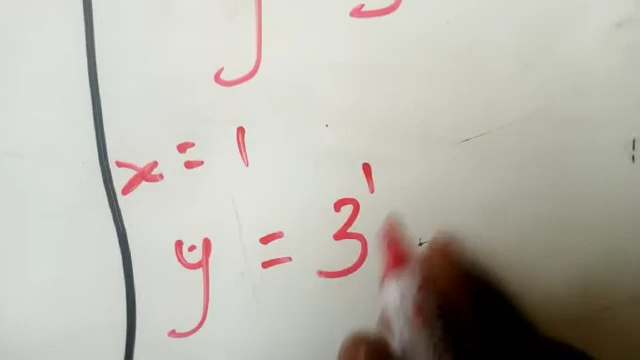 x = 1
y = 3¹